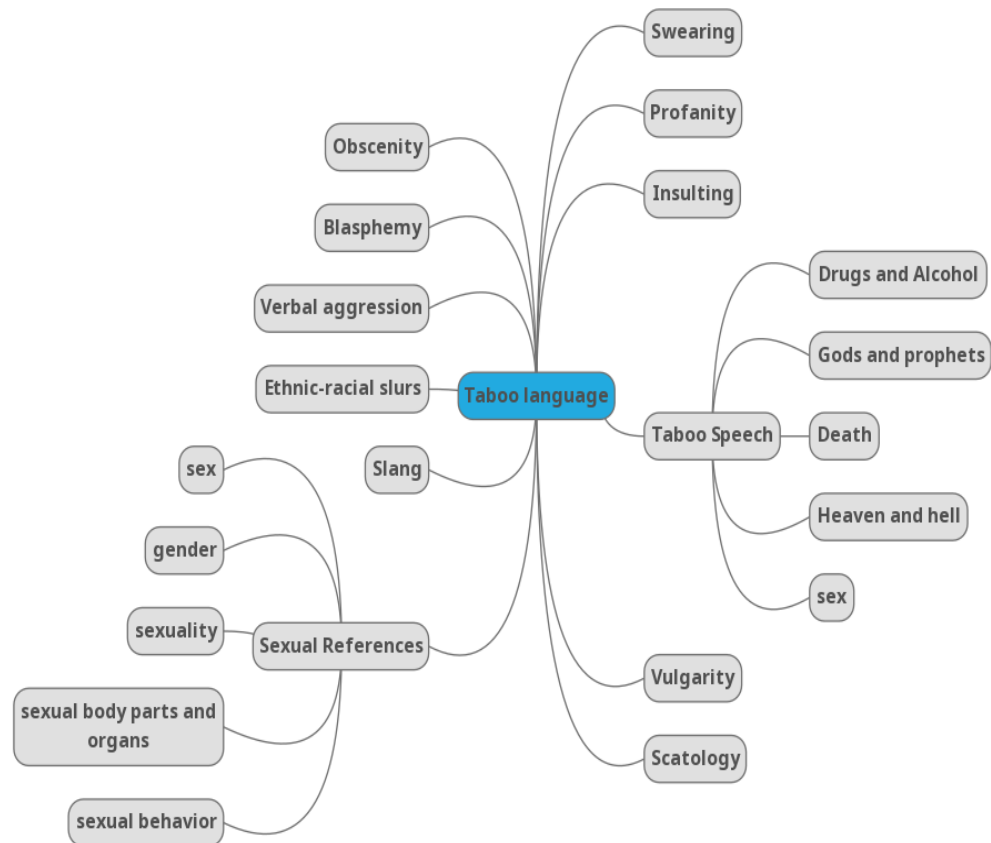 Swearing
Profanity
Obscenity
Insulting
Blasphemy
Drugs and Alcohol
Verbal aggression
Gods and prophets
Ethnic-racial slurs
Taboo language
Taboo Speech
Death
sex
Slang
Heaven and hell
gender
sex
sexuality
Sexual References
Vulgarity
sexual body parts and
organs
Scatology
sexual behavior